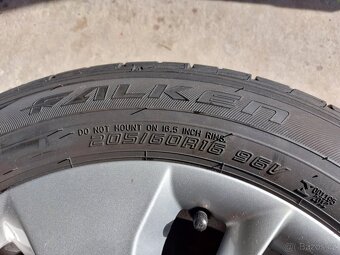 FALKEN
DO NOT MOUNT ON 16.5 INCH RIMS
205/60R16 96V